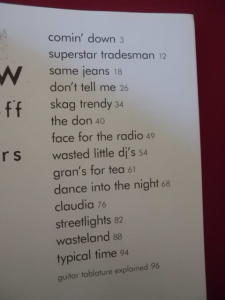 comin' down 3
superstar tradesman 12
same jeans 18
don't tell me 26
skag trendy 34
the don 40
face for the radio 49
wasted little dj's 54
gran's for tea 61
dance into the night 68
claudia 76
streetlights 82
wasteland 88
typical time 94
guitar tablature explained 96
w
ff
rs